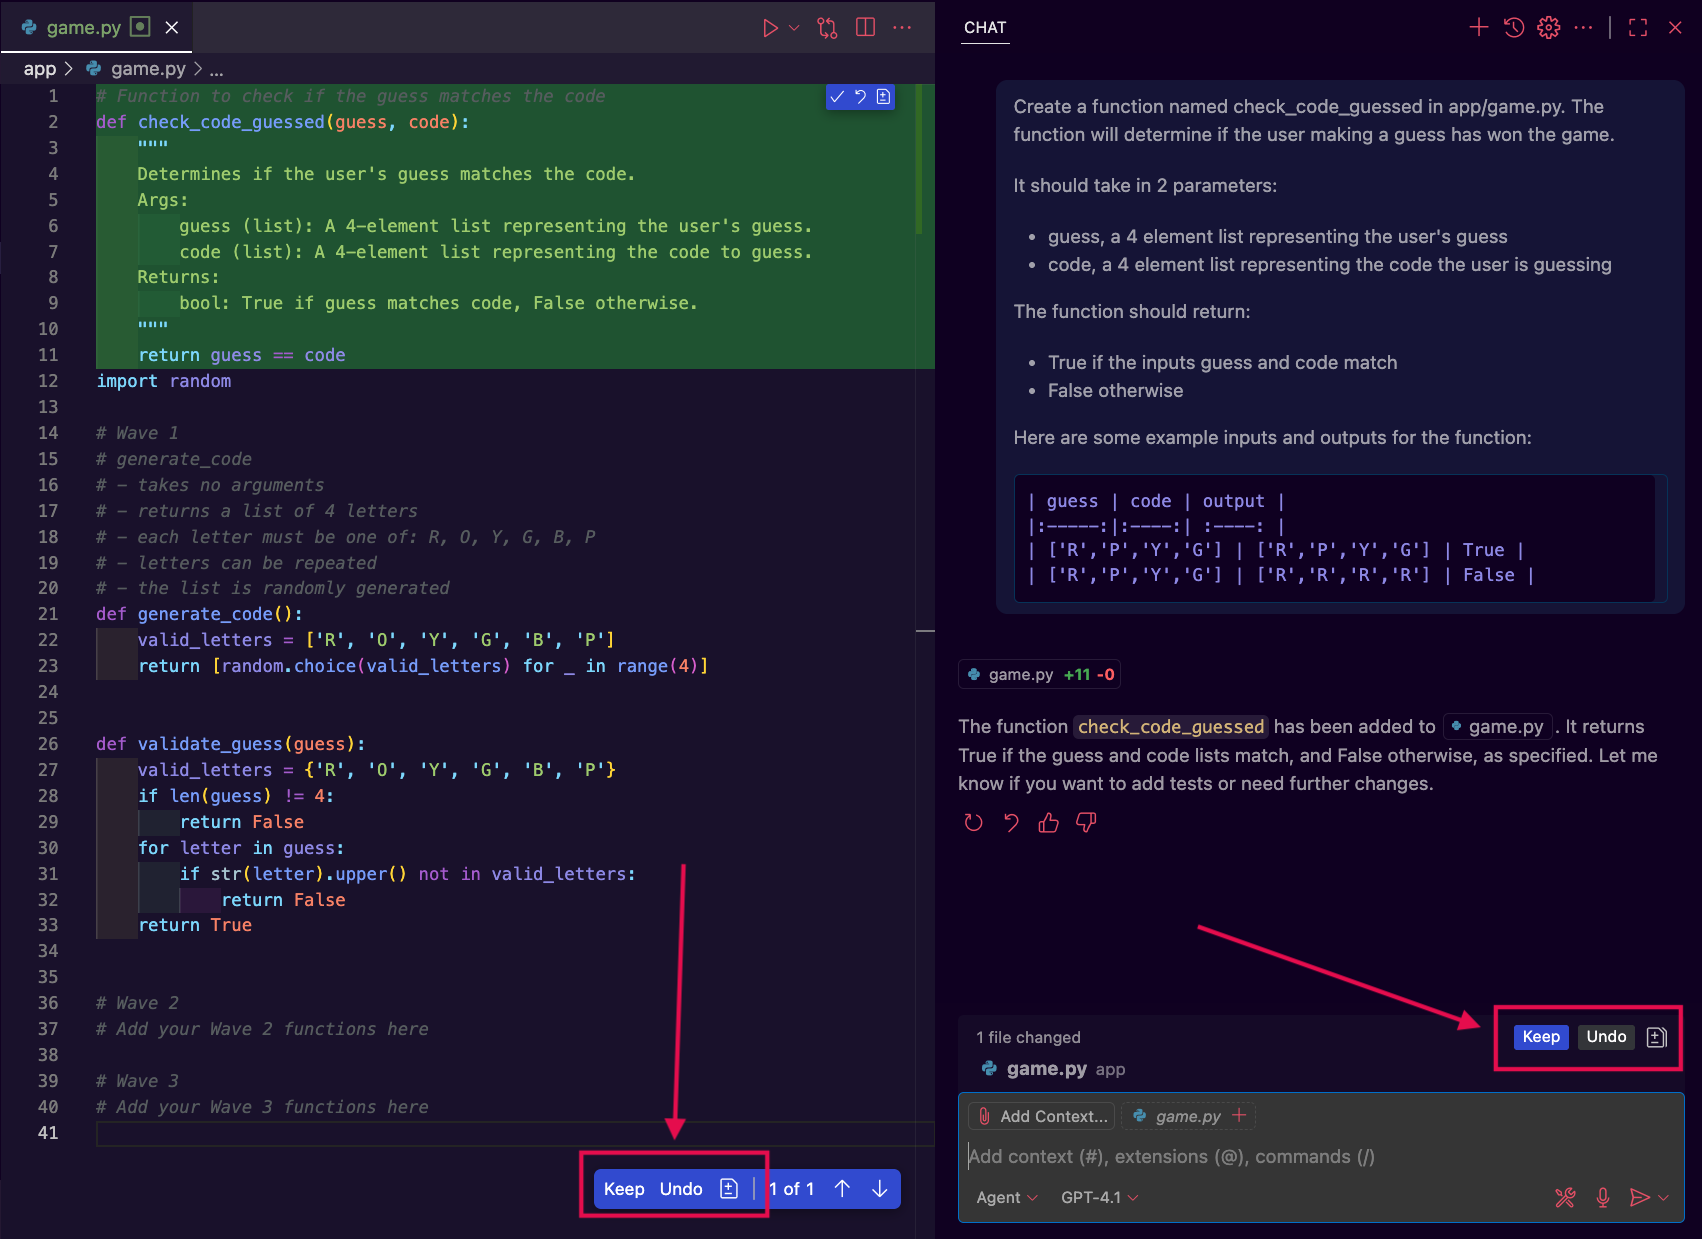 game.py
app > game.py > ...
1 # Function to check if the guess matches the code
2 def check_code_guessed(guess, code):
3 """
4 Determines if the user's guess matches the code.
5 Args:
6 guess (list): A 4-element list representing the user's guess.
7 code (list): A 4-element list representing the code to guess.
8 Returns:
9 bool: True if guess matches code, False otherwise.
10 """
11 return guess == code
12 import random
13
14 # Wave 1
15 # generate_code
16 # - takes no arguments
17 # - returns a list of 4 letters
18 # - each letter must be one of: R, O, Y, G, B, P
19 # - letters can be repeated
20 # - the list is randomly generated
21 def generate_code():
22 valid_letters = ['R', 'O', 'Y', 'G', 'B', 'P']
23 return [random.choice(valid_letters) for _ in range(4)]
24
25
26 def validate_guess(guess):
27 valid_letters = {'R', 'O', 'Y', 'G', 'B', 'P'}
28 if len(guess) != 4:
29 return False
30 for letter in guess:
31 if str(letter).upper() not in valid_letters:
32 return False
33 return True
34
35
36 # Wave 2
37 # Add your Wave 2 functions here
38
39 # Wave 3
40 # Add your Wave 3 functions here
41
Keep Undo 1 of 1
CHAT
Create a function named check_code_guessed in app/game.py. The
function will determine if the user making a guess has won the game.
It should take in 2 parameters:
• guess, a 4 element list representing the user's guess
• code, a 4 element list representing the code the user is guessing
The function should return:
• True if the inputs guess and code match
• False otherwise
Here are some example inputs and outputs for the function:
| guess | code | output |
|:-----:|:----:| :----: |
| ['R','P','Y','G'] | ['R','P','Y','G'] | True |
| ['R','P','Y','G'] | ['R','R','R','R'] | False |
game.py +11 -0
The function check_code_guessed has been added to game.py . It returns
True if the guess and code lists match, and False otherwise, as specified. Let me
know if you want to add tests or need further changes.
1 file changed
Keep Undo
game.py app
Add Context... game.py +
Add context (#), extensions (@), commands (/)
Agent GPT-4.1